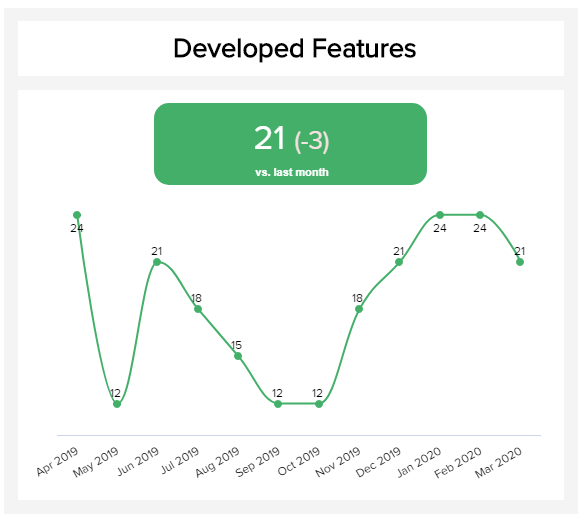 Developed Features
21 (-3)
vs. last month
24
12
21
18
15
12
12
18
21
24
24
21
Apr 2019
May 2019
Jun 2019
Jul 2019
Aug 2019
Sep 2019
Oct 2019
Nov 2019
Dec 2019
Jan 2020
Feb 2020
Mar 2020